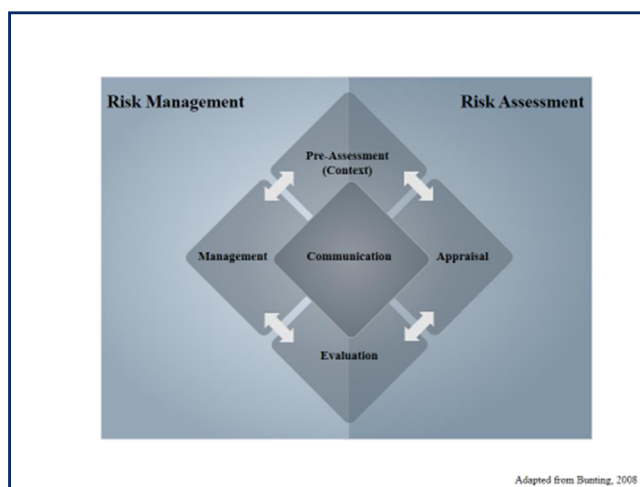 Risk Management
Risk Assessment
Pre-Assessment
(Context)
Management
Communication
Appraisal
Evaluation
Adapted from Bunting, 2008